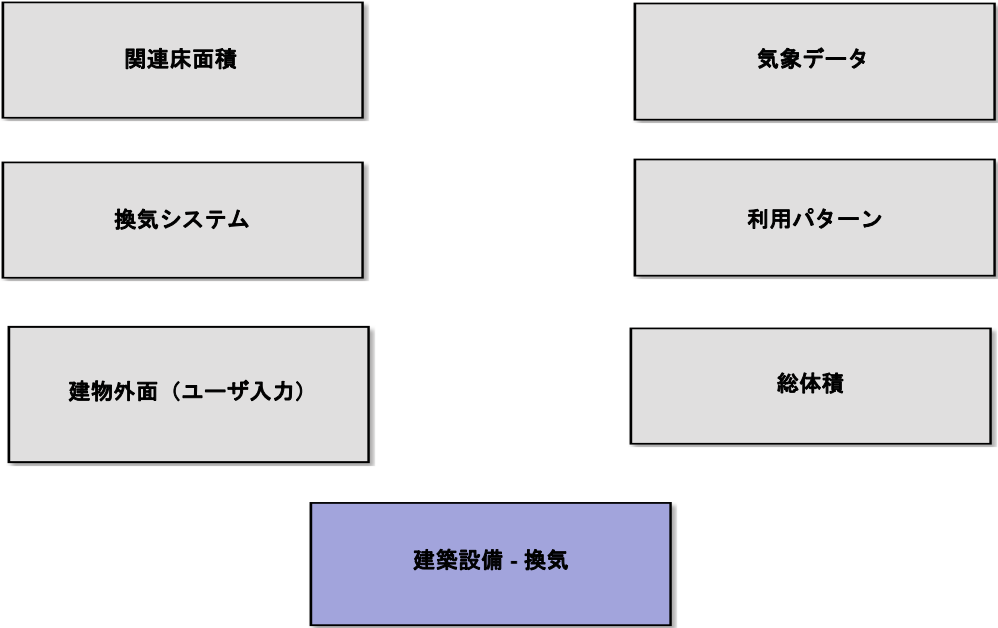 関連床面積
気象データ
換気システム
利用パターン
建物外面（ユーザ入力）
総体積
建築設備 - 換気